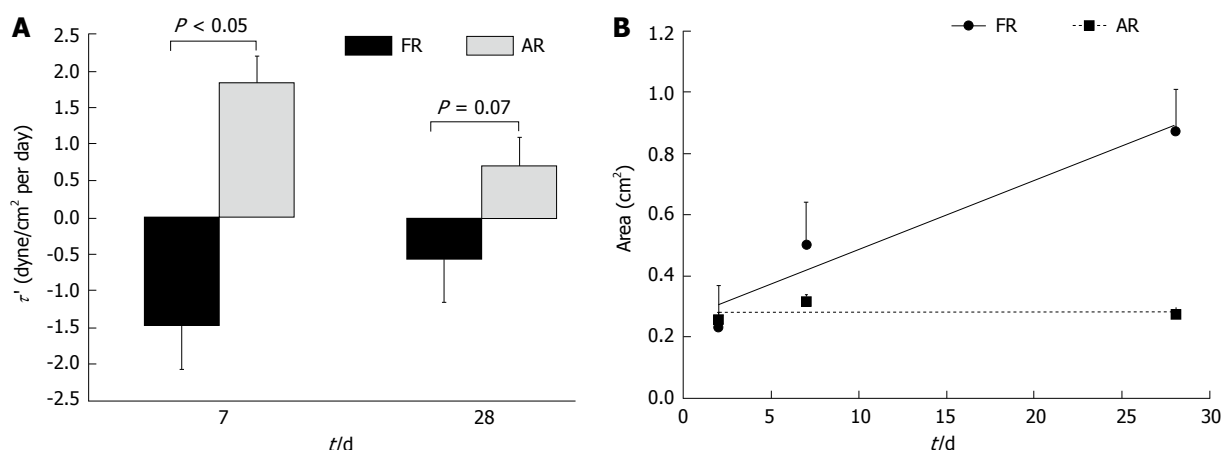 A
P < 0.05
FR
AR
P = 0.07
2.5
2.0
1.5
1.0
0.5
0.0
-0.5
-1.0
-1.5
-2.0
-2.5
τ' (dyne/cm² per day)
7
28
t/d
B
FR
AR
1.2
1.0
0.8
0.6
0.4
0.2
0.0
Area (cm²)
0
5
10
15
20
25
30
t/d